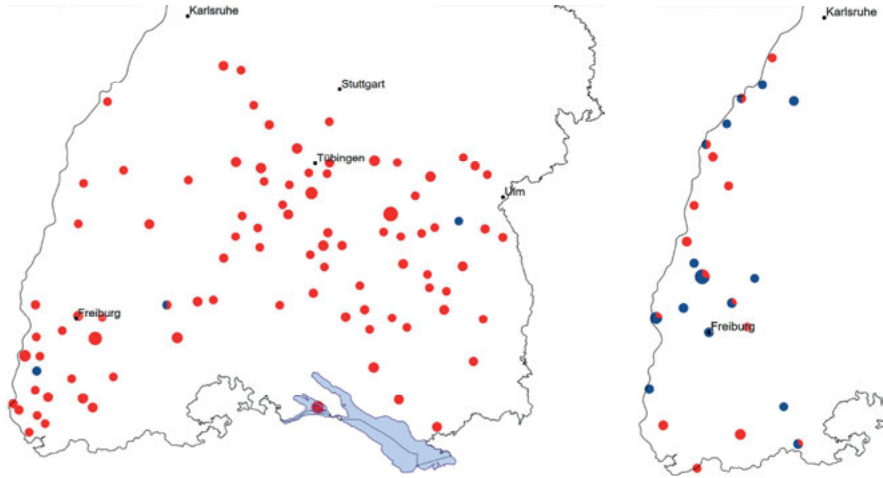 Karlsruhe
Stuttgart
Tübingen
Ulm
Freiburg
Karlsruhe
Freiburg